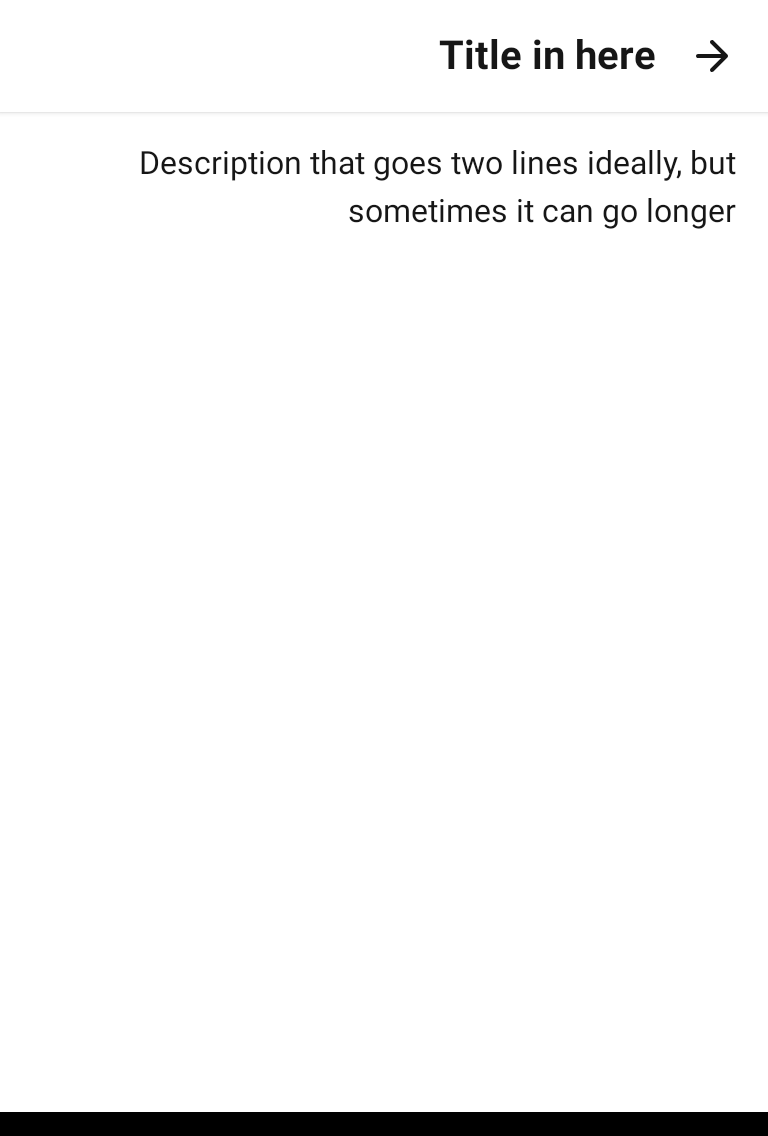 Title in here
Description that goes two lines ideally, but
sometimes it can go longer